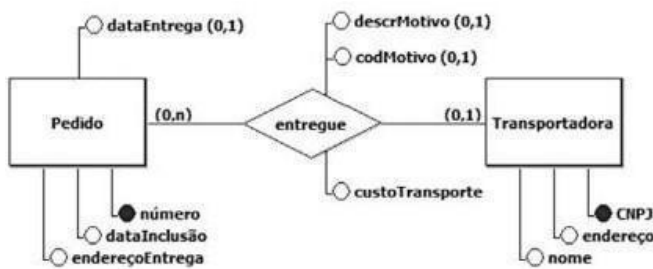 dataEntrega (0,1)
descrMotivo (0,1)
codMotivo (0,1)
Pedido
(0,n)
entregue
(0,1)
Transportadora
custoTransporte
número
dataInclusão
endereçoEntrega
CNPJ
endereço
nome